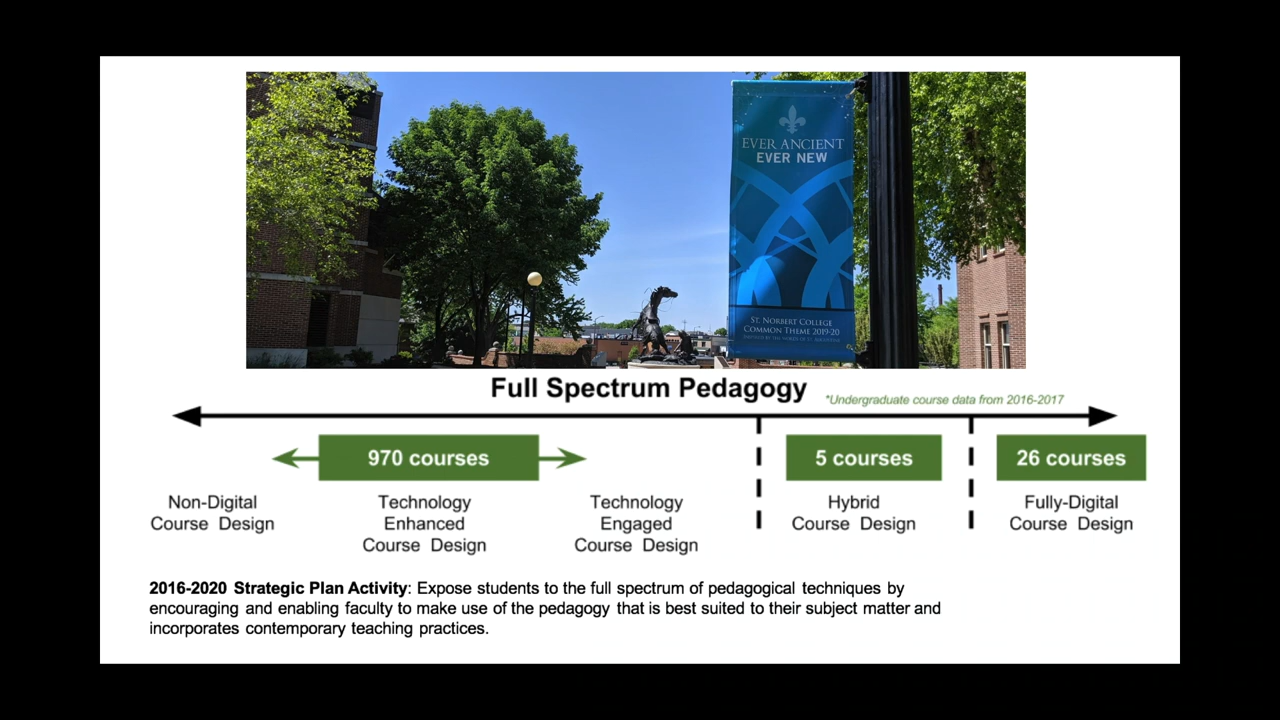 EVER ANCIENT
EVER NEW
ST. NORBERT COLLEGE
COMMON THEME 2019-20
Full Spectrum Pedagogy
*Undergraduate course data from 2016-2017
970 courses
5 courses
26 courses
Non-Digital
Course Design
Technology
Enhanced
Course Design
Technology
Engaged
Course Design
Hybrid
Course Design
Fully-Digital
Course Design
2016-2020 Strategic Plan Activity: Expose students to the full spectrum of pedagogical techniques by
encouraging and enabling faculty to make use of the pedagogy that is best suited to their subject matter and
incorporates contemporary teaching practices.